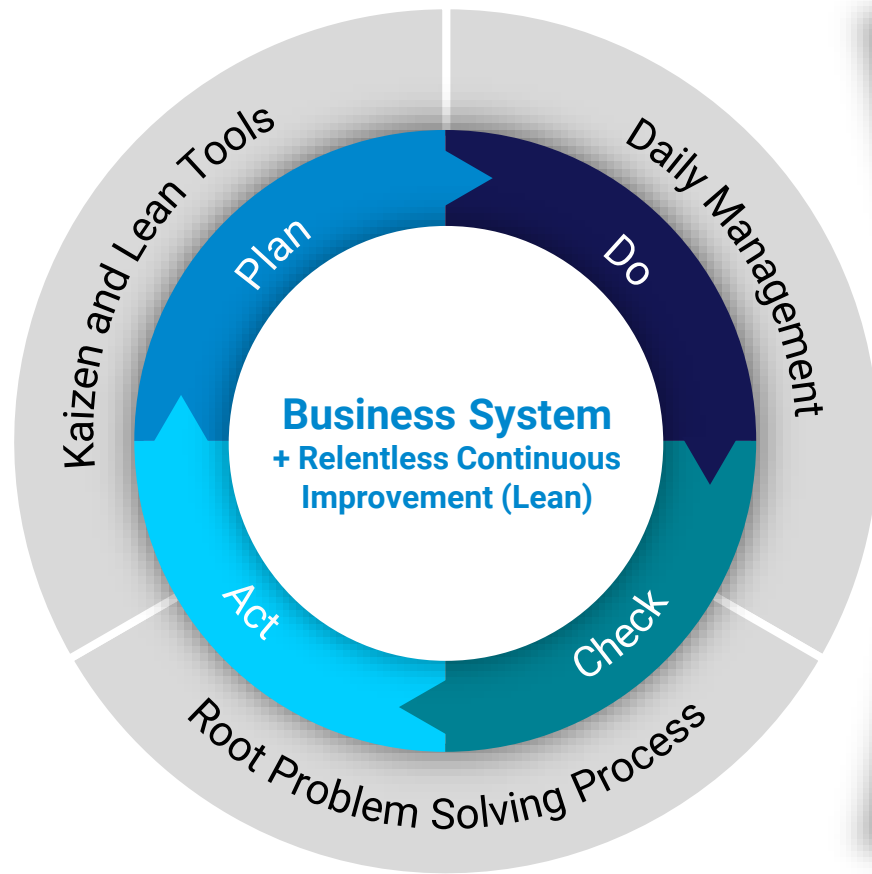 Kaizen and Lean Tools
Daily Management
Plan
Do
Business System
+ Relentless Continuous
Improvement (Lean)
Act
Check
Root Problem Solving Process